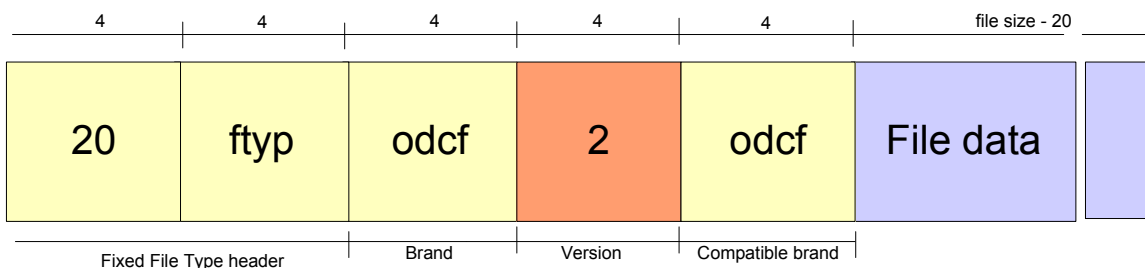 4 4 4 4 4 file size - 20
20 ftyp odcf 2 odcf File data
Fixed File Type header Brand Version Compatible brand